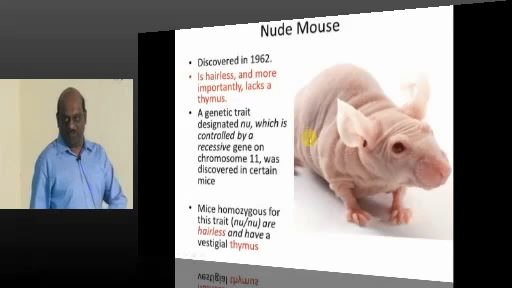 Nude Mouse
• Discovered in 1962.
• Is hairless, and more
importantly, lacks a
thymus.
• A genetic trait
designated nu, which is
controlled by a
recessive gene on
chromosome 11, was
discovered in certain
mice
• Mice homozygous for
this trait (nu/nu) are
hairless and have a
vestigial thymus